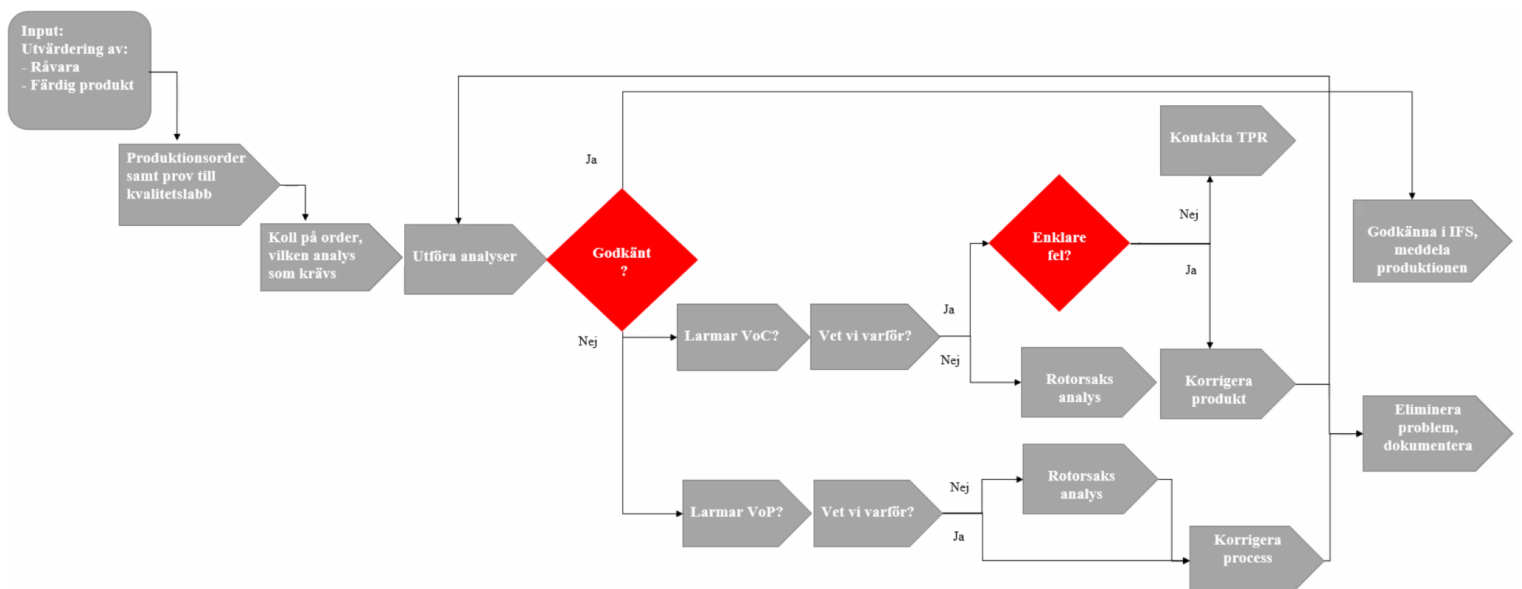 Input:
Utvärdering av:
- Råvara
- Färdig produkt
Produktionsorder
samt prov till
kvalitetslabb
Koll på order,
vilken analys
som krävs
Utföra analyser
Godkänt
?
Ja
Nej
Larmar VoC?
Vet vi varför?
Ja
Nej
Enklare
fel?
Nej
Ja
Kontakta TPR
Rotorsaks
analys
Korrigera
produkt
Godkänna i IFS,
meddela
produktionen
Larmar VoP?
Vet vi varför?
Nej
Ja
Rotorsaks
analys
Korrigera
process
Eliminera
problem,
dokumentera